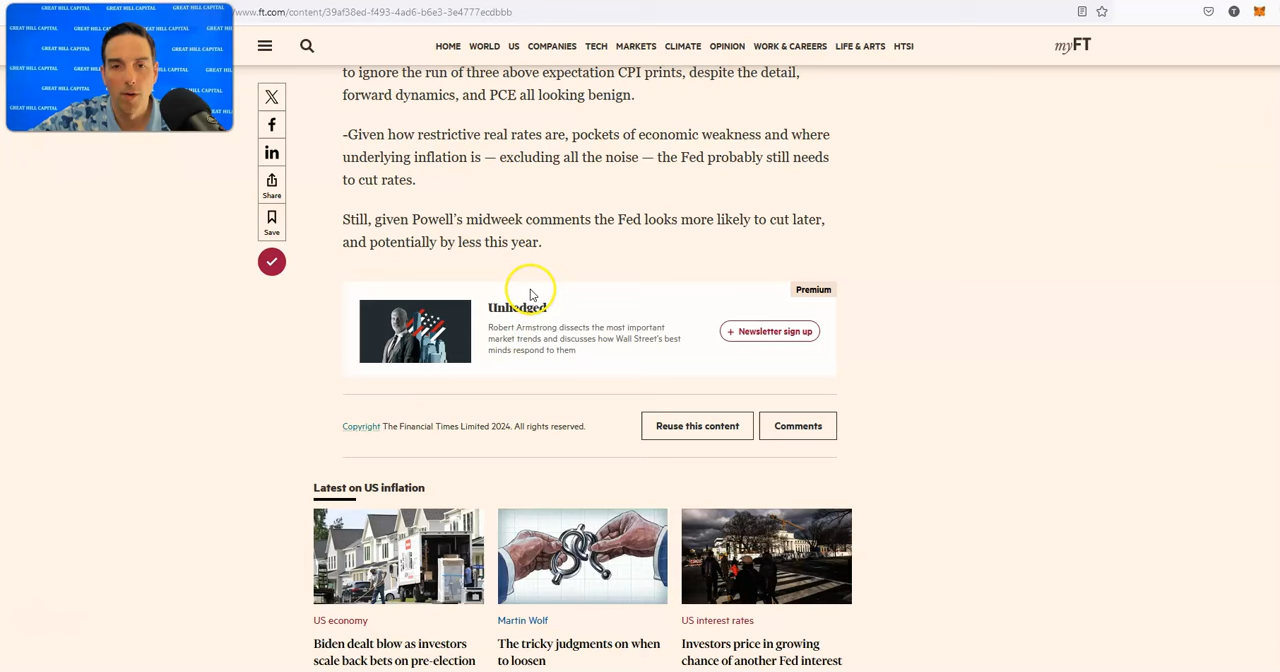 www.ft.com/content/39af38ed-f493-4ad6-b6e3-3e4777ecdbbb
GREAT HILL CAPITAL
HOME WORLD US COMPANIES TECH MARKETS CLIMATE OPINION WORK & CAREERS LIFE & ARTS HTSI
myFT
to ignore the run of three above expectation CPI prints, despite the detail,
forward dynamics, and PCE all looking benign.
-Given how restrictive real rates are, pockets of economic weakness and where
underlying inflation is — excluding all the noise — the Fed probably still needs
to cut rates.
Share
Save
Still, given Powell's midweek comments the Fed looks more likely to cut later,
and potentially by less this year.
Premium
Unhedged
Robert Armstrong dissects the most important
market trends and discusses how Wall Street's best
minds respond to them
+ Newsletter sign up
Copyright The Financial Times Limited 2024. All rights reserved.
Reuse this content
Comments
Latest on US inflation
US economy
Biden dealt blow as investors
scale back bets on pre-election
Martin Wolf
The tricky judgments on when
to loosen
US interest rates
Investors price in growing
chance of another Fed interest